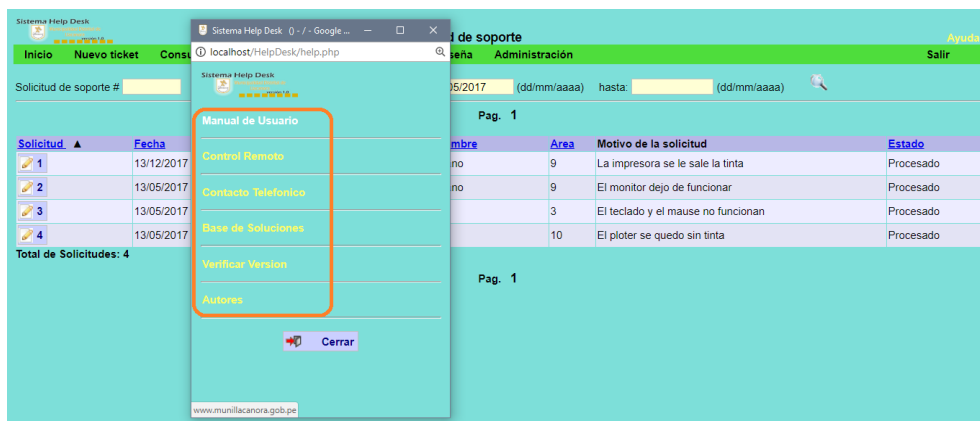 Sistema Help Desk
d de soporte
Ayuda
Inicio Nuevo ticket Consu seña Administración Salir
Solicitud de soporte # 05/2017 (dd/mm/aaaa) hasta: (dd/mm/aaaa)
Pag. 1
Solicitud ▲ Fecha mbre Area Motivo de la solicitud Estado
1 13/12/2017 no 9 La impresora se le sale la tinta Procesado
2 13/05/2017 no 9 El monitor dejo de funcionar Procesado
3 13/05/2017 3 El teclado y el mause no funcionan Procesado
4 13/05/2017 10 El ploter se quedo sin tinta Procesado
Total de Solicitudes: 4
Pag. 1
Sistema Help Desk () - / - Google ...
localhost/HelpDesk/help.php
Sistema Help Desk
Manual de Usuario
Control Remoto
Contacto Telefonico
Base de Soluciones
Verificar Version
Autores
Cerrar
www.munillacanora.gob.pe